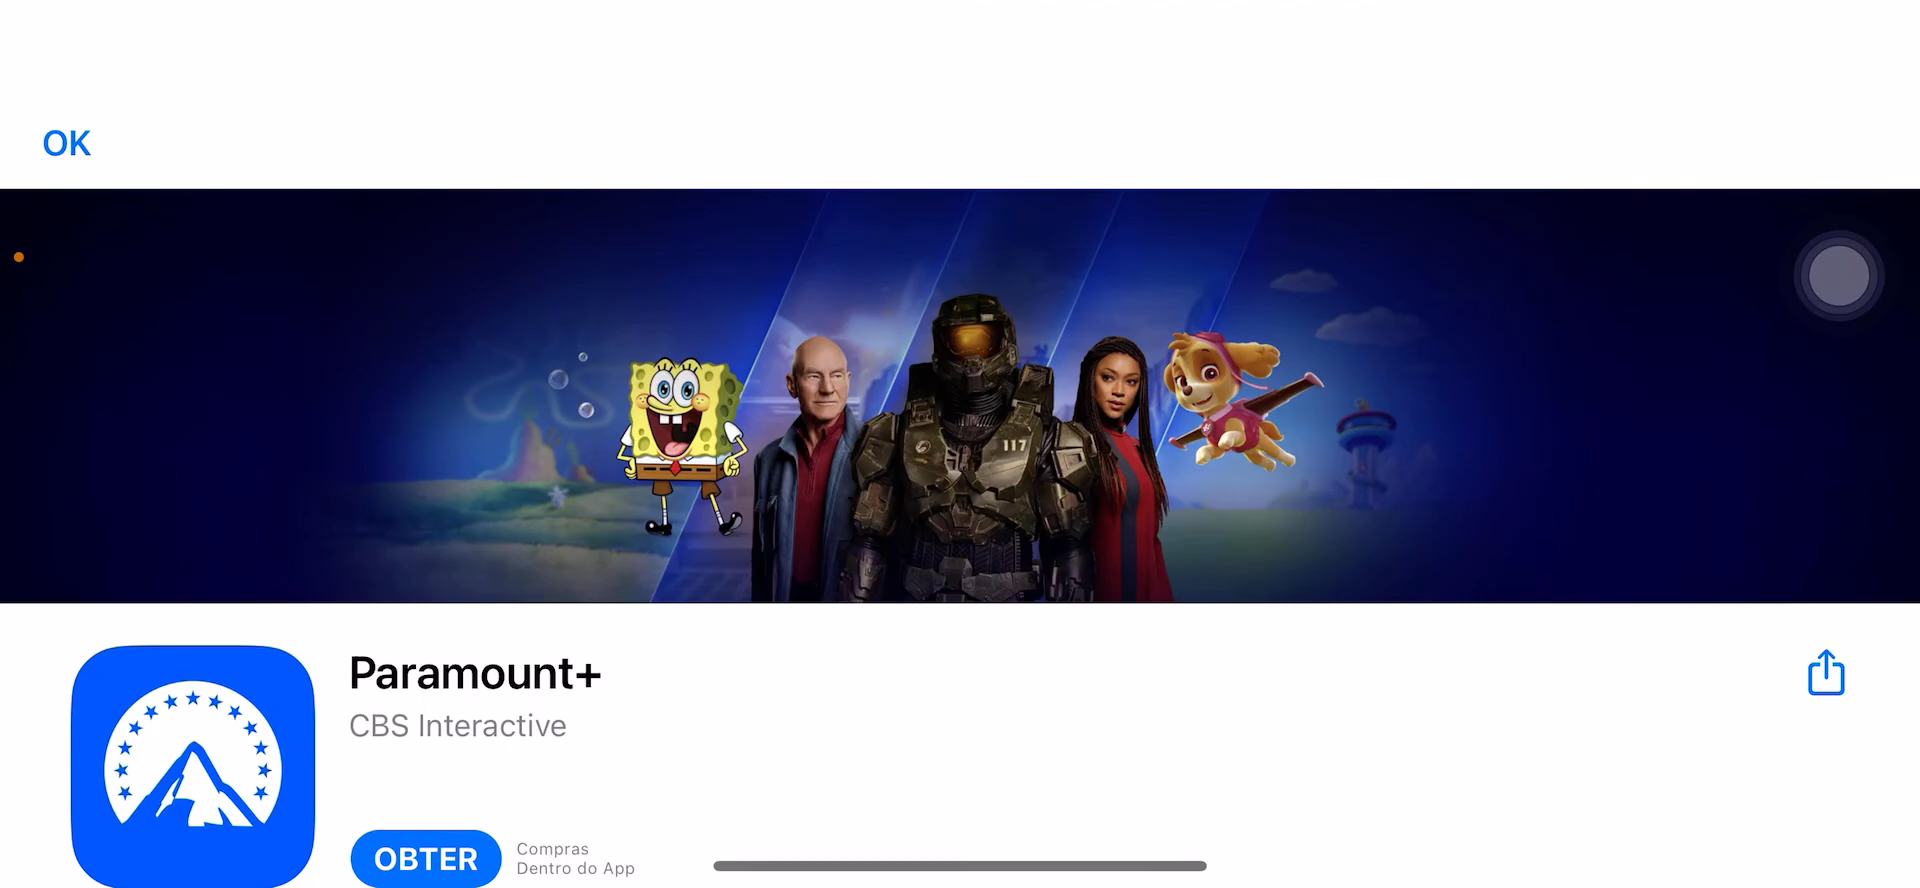 OK
117
Paramount+
CBS Interactive
OBTER
Compras
Dentro do App